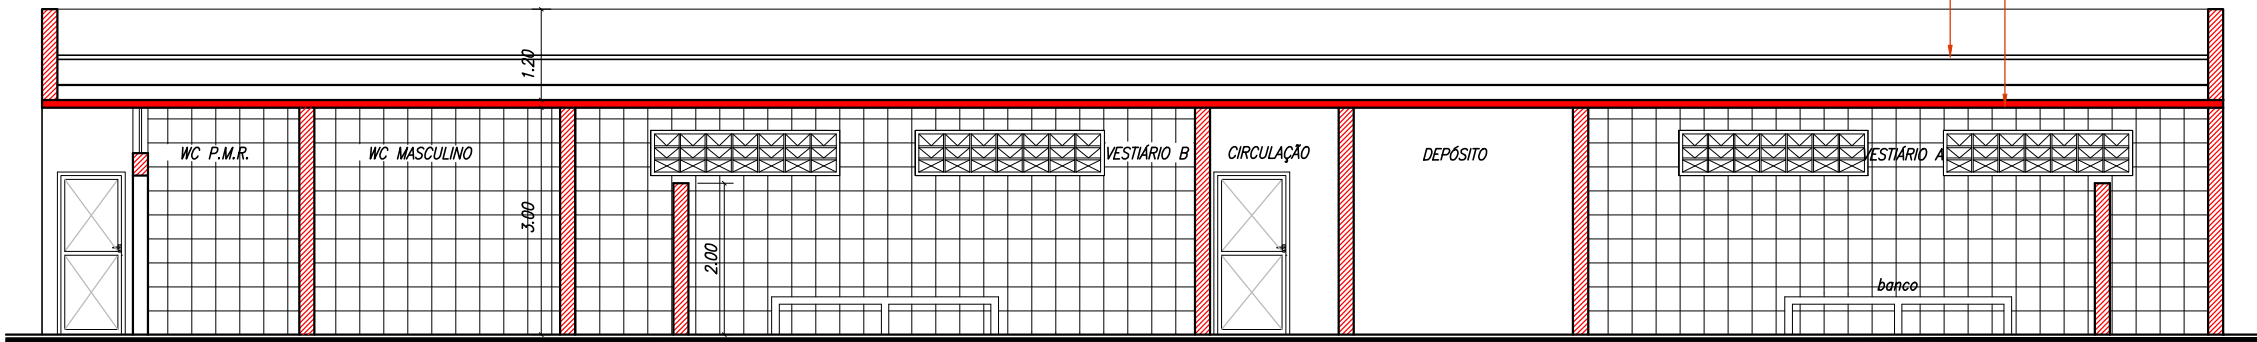 1.20
WC P.M.R.
WC MASCULINO
VESTIÁRIO B
CIRCULAÇÃO
DEPÓSITO
VESTIÁRIO A
3.00
2.00
banco